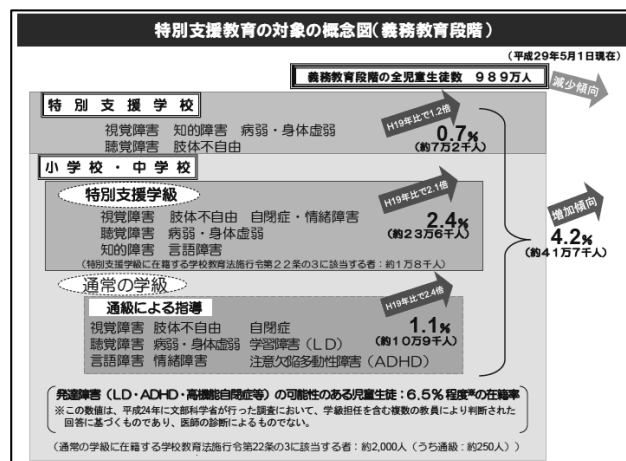 特別支援教育の対象の概念図(義務教育段階)
(平成29年5月1日現在)
義務教育段階の全児童生徒数 989万人
減少傾向
特別支援学校
H19年比で1.2倍
視覚障害 知的障害 病弱・身体虚弱
聴覚障害 肢体不自由
0.7%
(約7万2千人)
小学校・中学校
特別支援学級
H19年比で2.1倍
視覚障害 肢体不自由 自閉症・情緒障害
聴覚障害 病弱・身体虚弱
知的障害 言語障害
2.4%
(約23万6千人)
(特別支援学級に在籍する学校教育法施行令第22条の3に該当する者:約1万8千人)
増加傾向
4.2%
(約41万7千人)
通常の学級
通級による指導
H19年比で2.4倍
視覚障害 肢体不自由 自閉症
聴覚障害 病弱・身体虚弱 学習障害(LD)
言語障害 情緒障害 注意欠陥多動性障害(ADHD)
1.1%
(約10万9千人)
発達障害(LD・ADHD・高機能自閉症等)の可能性のある児童生徒:6.5%程度※の在籍率
※この数値は、平成24年に文部科学省が行った調査において、学級担任を含む複数の教員により判断された
回答に基づくものであり、医師の診断によるものでない。
(通常の学級に在籍する学校教育法施行令第22条の3に該当する者:約2,000人(うち通級:約250人))